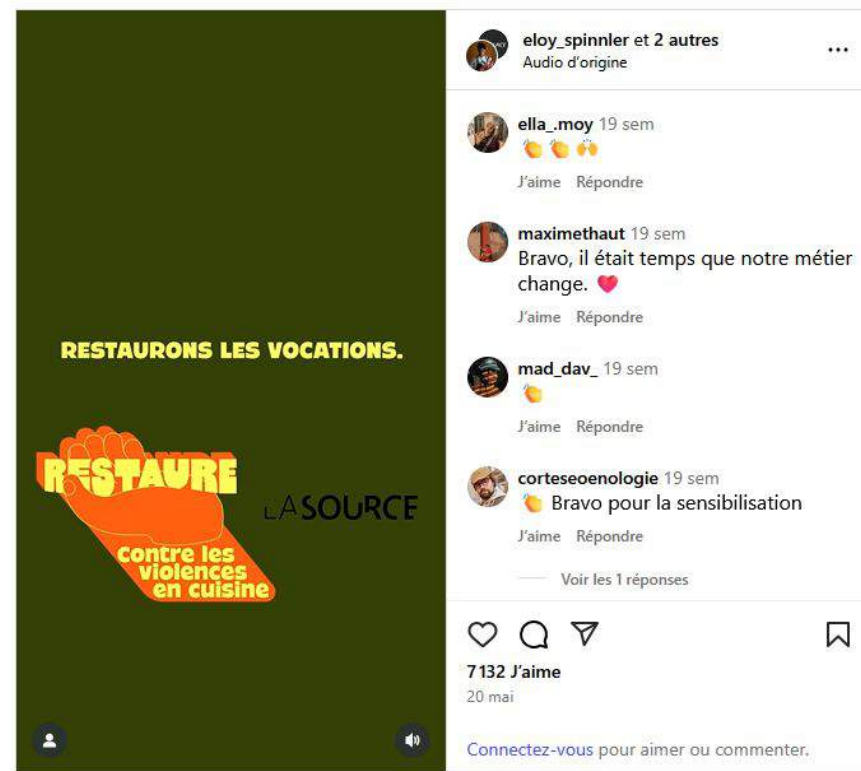 RESTAURONS LES VOCATIONS.
RESTAURE
Contre les
violences
en cuisine
LA SOURCE
eloy_spinnler et 2 autres
Audio d'origine
ella_.moy 19 sem
👏 👏 🙌
J'aime Répondre
maximethaut 19 sem
Bravo, il était temps que notre métier
change. ❤️
J'aime Répondre
mad_dav_ 19 sem
👏
J'aime Répondre
corteseoenologie 19 sem
👏 Bravo pour la sensibilisation
J'aime Répondre
Voir les 1 réponses
7132 J'aime
20 mai
Connectez-vous pour aimer ou commenter.